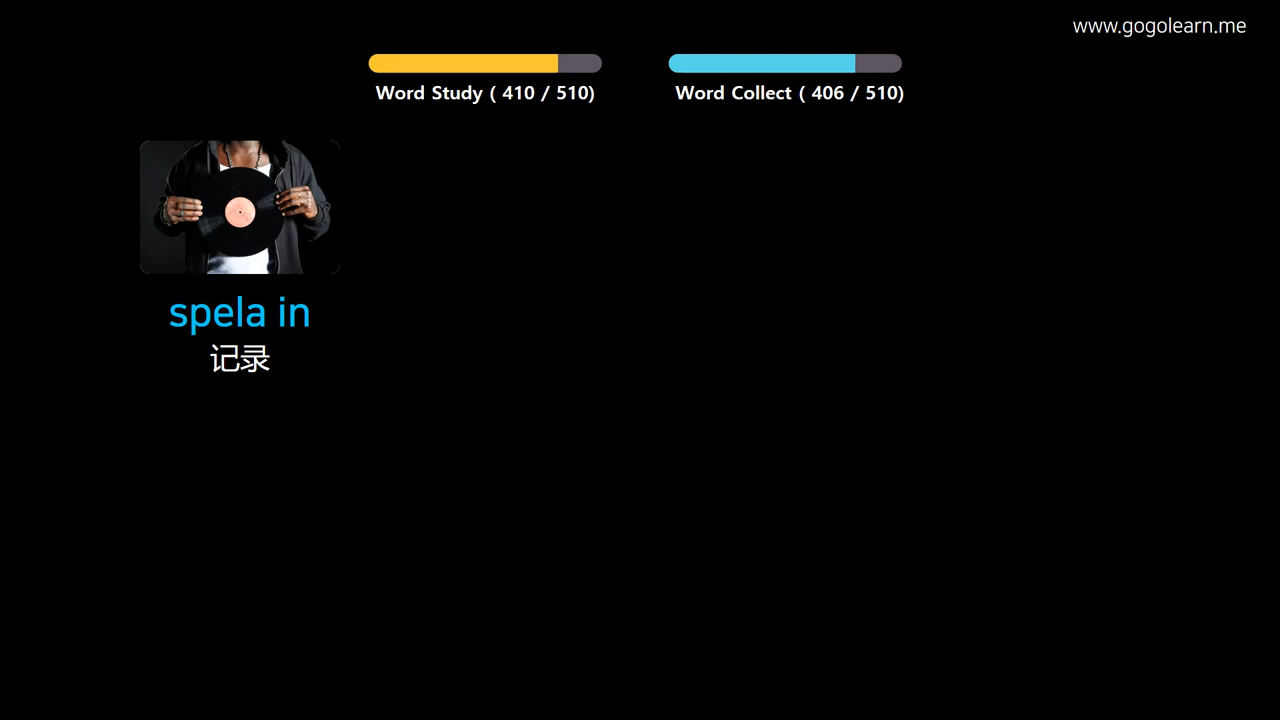 www.gogolearn.me
Word Study ( 410 / 510)
Word Collect ( 406 / 510)
spela in
记录